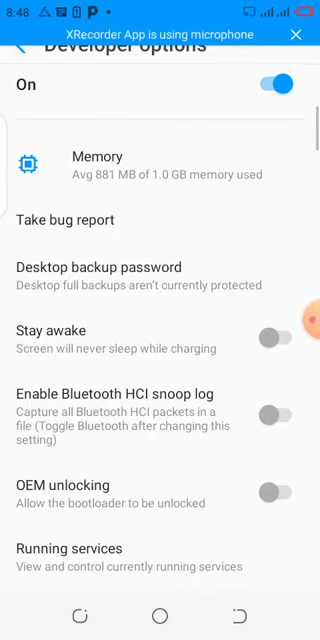 8:48
XRecorder App is using microphone
Developer options
On
Memory
Avg 881 MB of 1.0 GB memory used
Take bug report
Desktop backup password
Desktop full backups aren't currently protected
Stay awake
Screen will never sleep while charging
Enable Bluetooth HCI snoop log
Capture all Bluetooth HCI packets in a
file (Toggle Bluetooth after changing this
setting)
OEM unlocking
Allow the bootloader to be unlocked
Running services
View and control currently running services